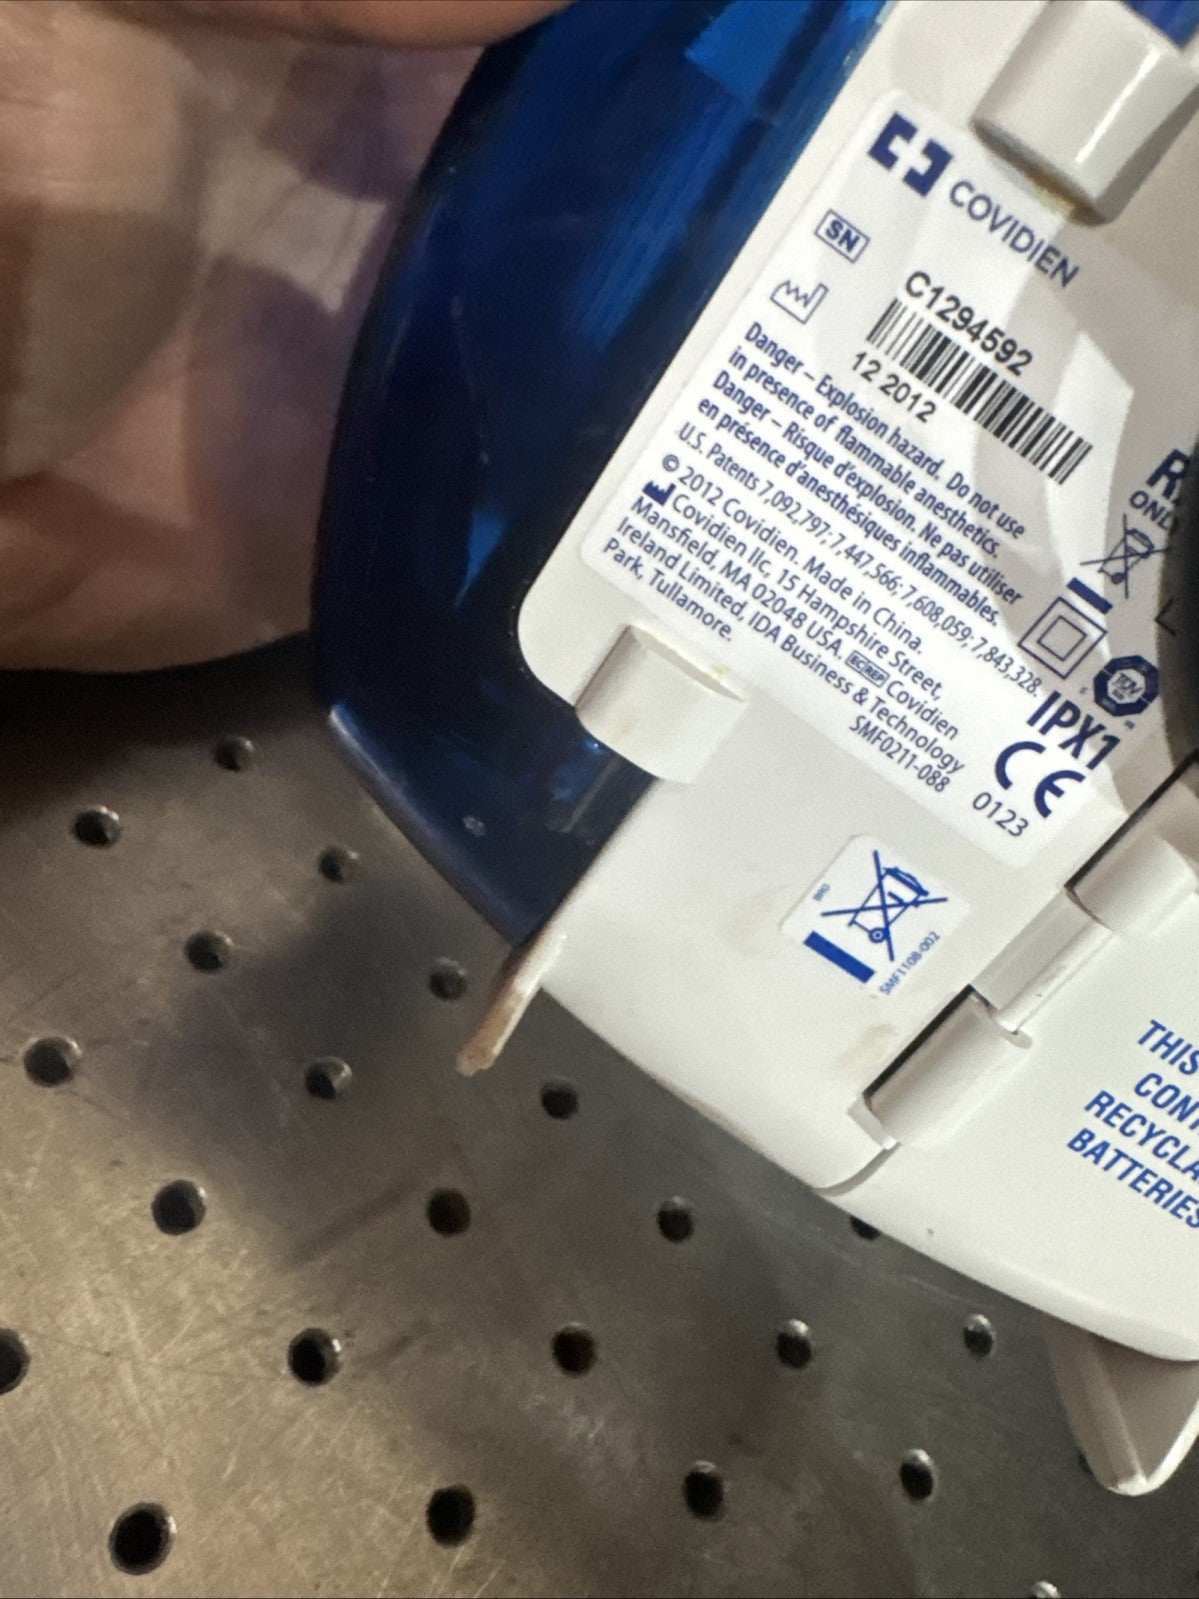 COVIDIEN
SN
C1294592
12 2012
Danger – Explosion hazard. Do not use
in presence of flammable anesthetics.
Danger – Risque d'explosion. Ne pas utiliser
en présence d'anesthésiques inflammables.
U.S. Patents 7,092,797; 7,447,566; 7,608,059; 7,843,328,
© 2012 Covidien. Made in China.
Covidien llc, 15 Hampshire Street,
Mansfield, MA 02048 USA. EC REP Covidien
Ireland Limited, IDA Business & Technology
Park, Tullamore.
SMF0211-088
R
OND
TÜV
IPX1
CE
0123
SMF1108-002
THIS
CONT
RECYCLA
BATTERIES